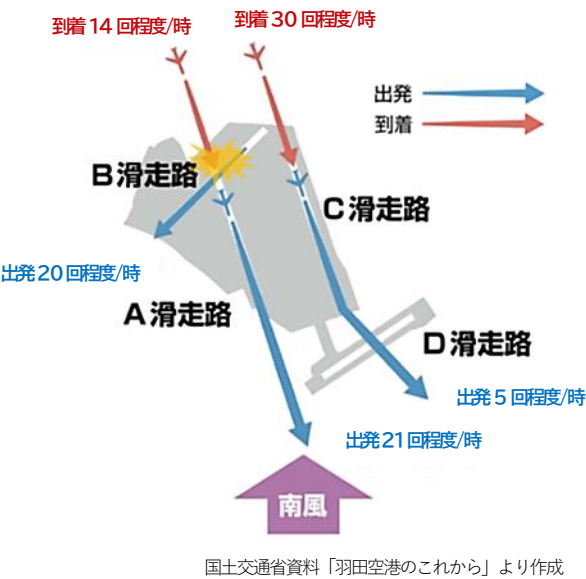 到着14回程度/時
到着30回程度/時
出発
到着
B滑走路
C滑走路
出発20回程度/時
A滑走路
D滑走路
出発5回程度/時
出発21回程度/時
南風
国土交通省資料「羽田空港のこれから」より作成